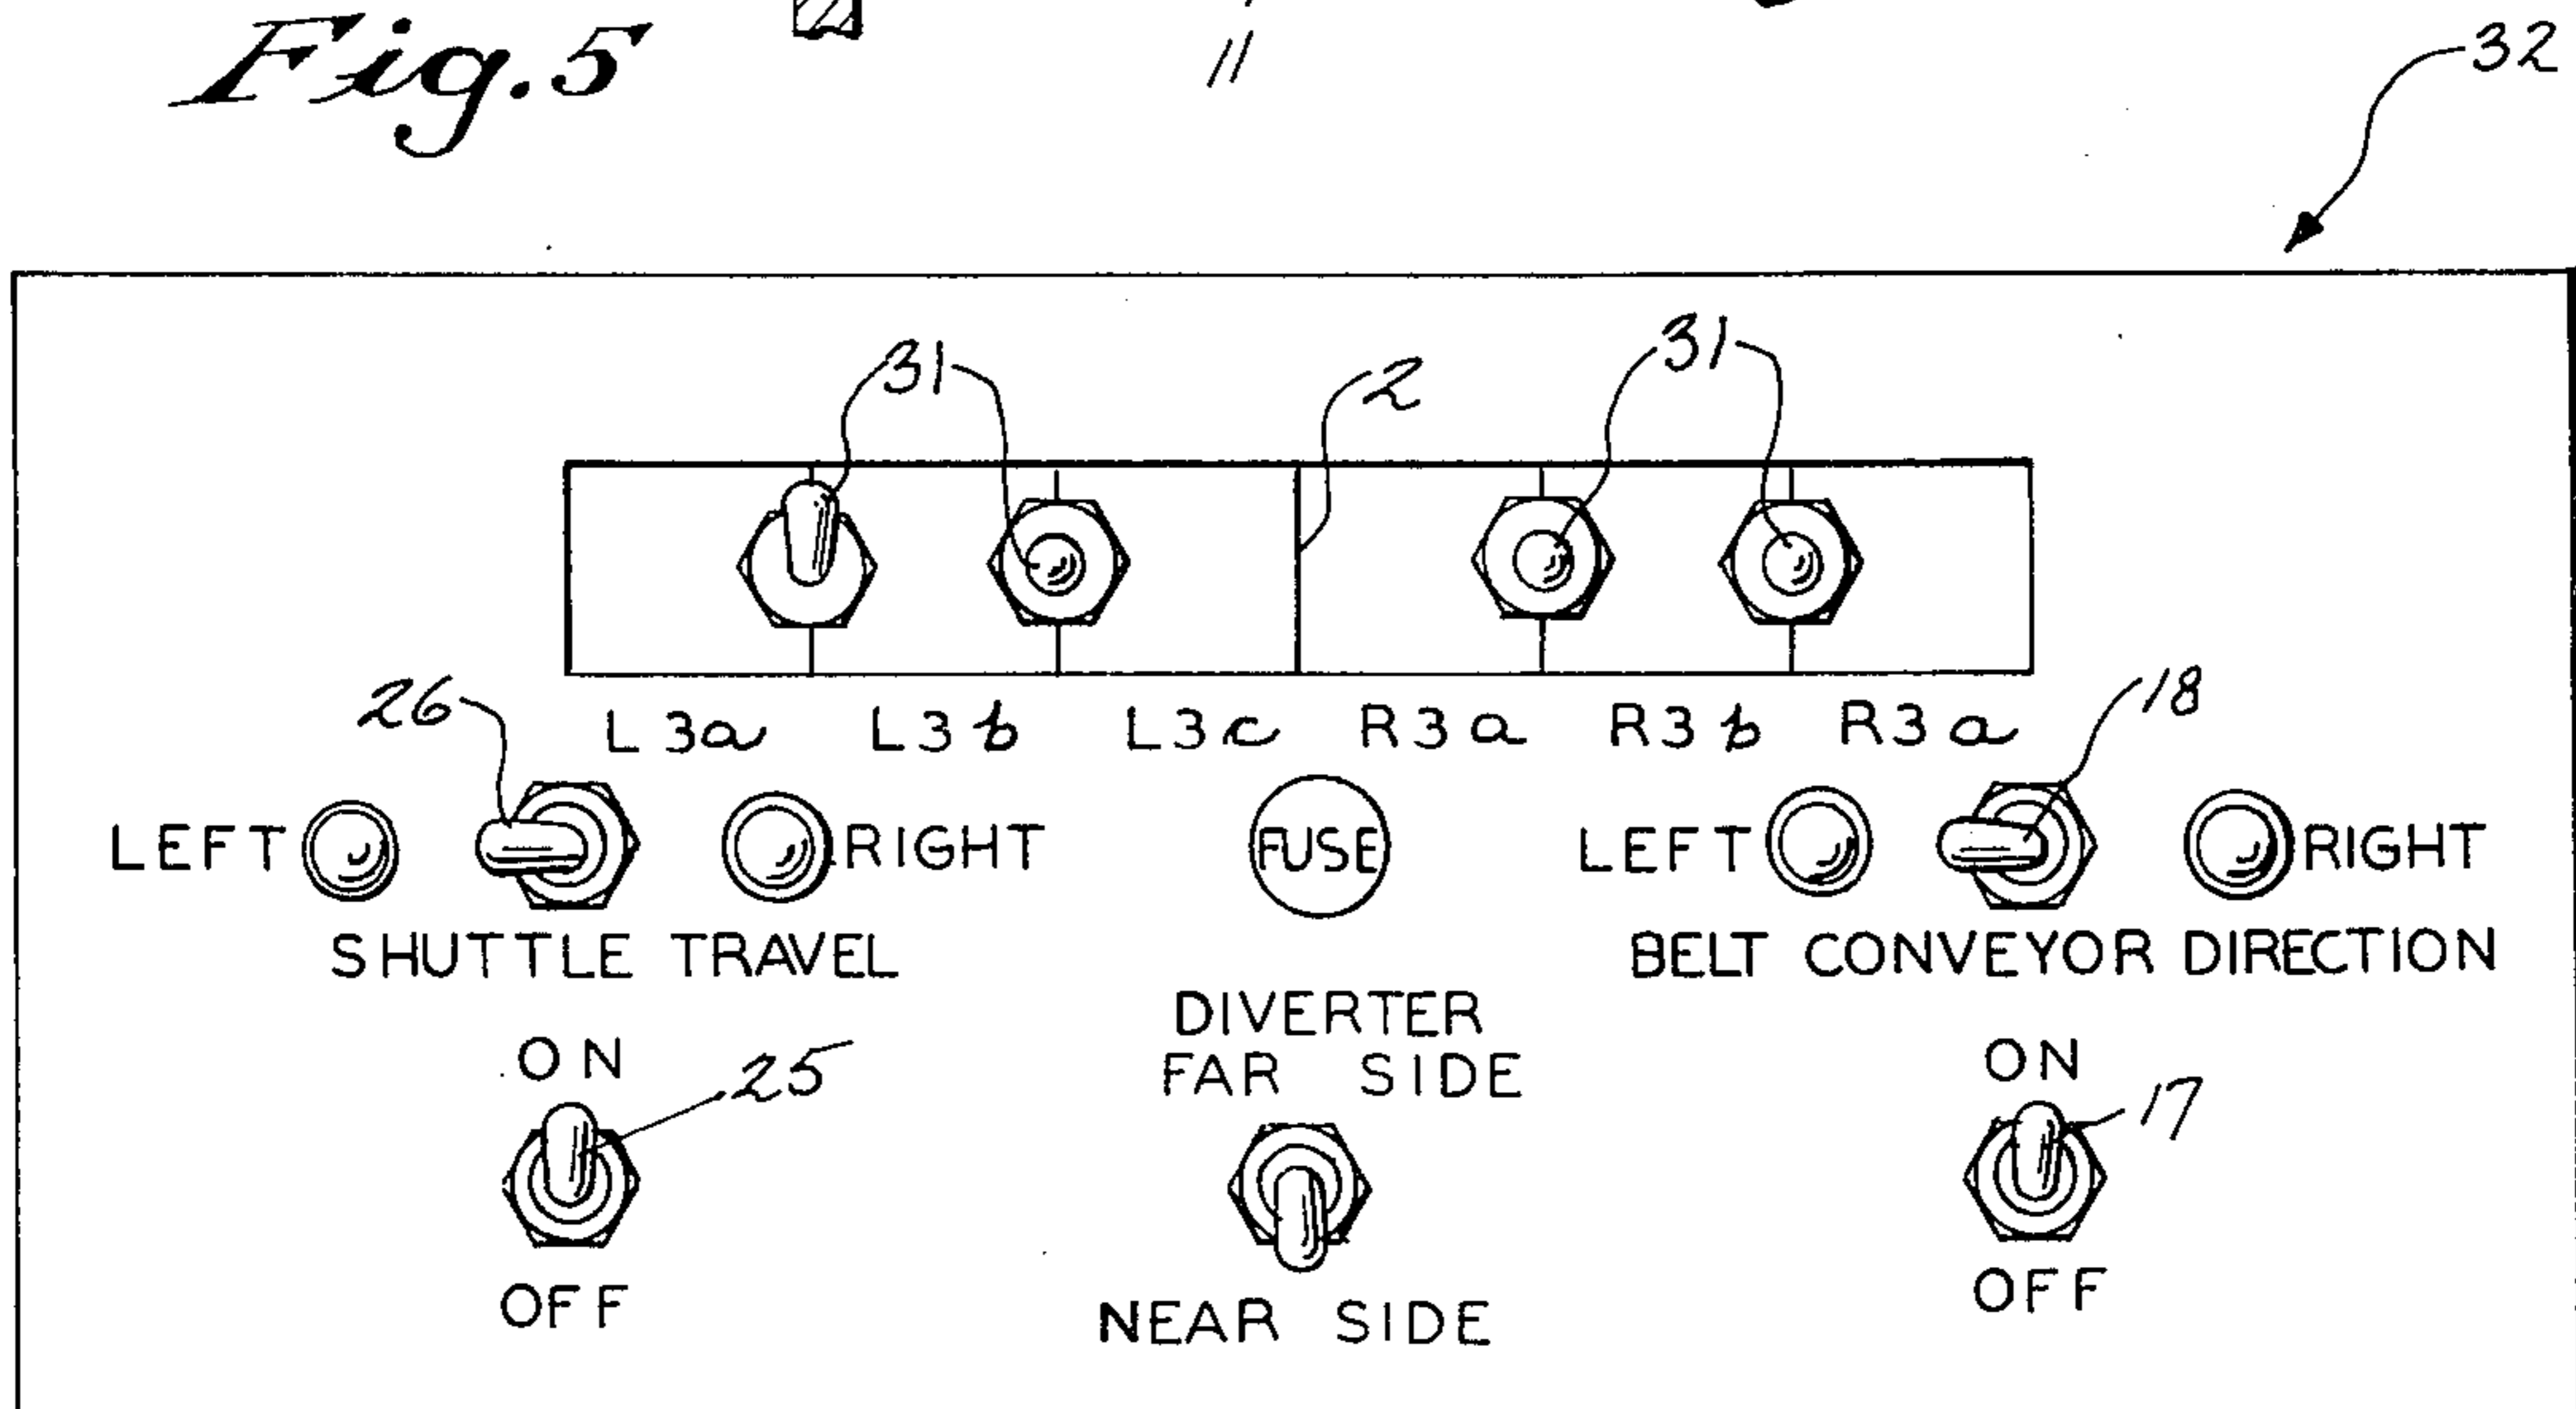 Fig. 5
11
32
31 2 31
26 18
L3a L3b L3c R3a R3b R3a
LEFT RIGHT FUSE LEFT RIGHT
SHUTTLE TRAVEL BELT CONVEYOR DIRECTION
DIVERTER
ON FAR SIDE ON
25 17
OFF NEAR SIDE OFF